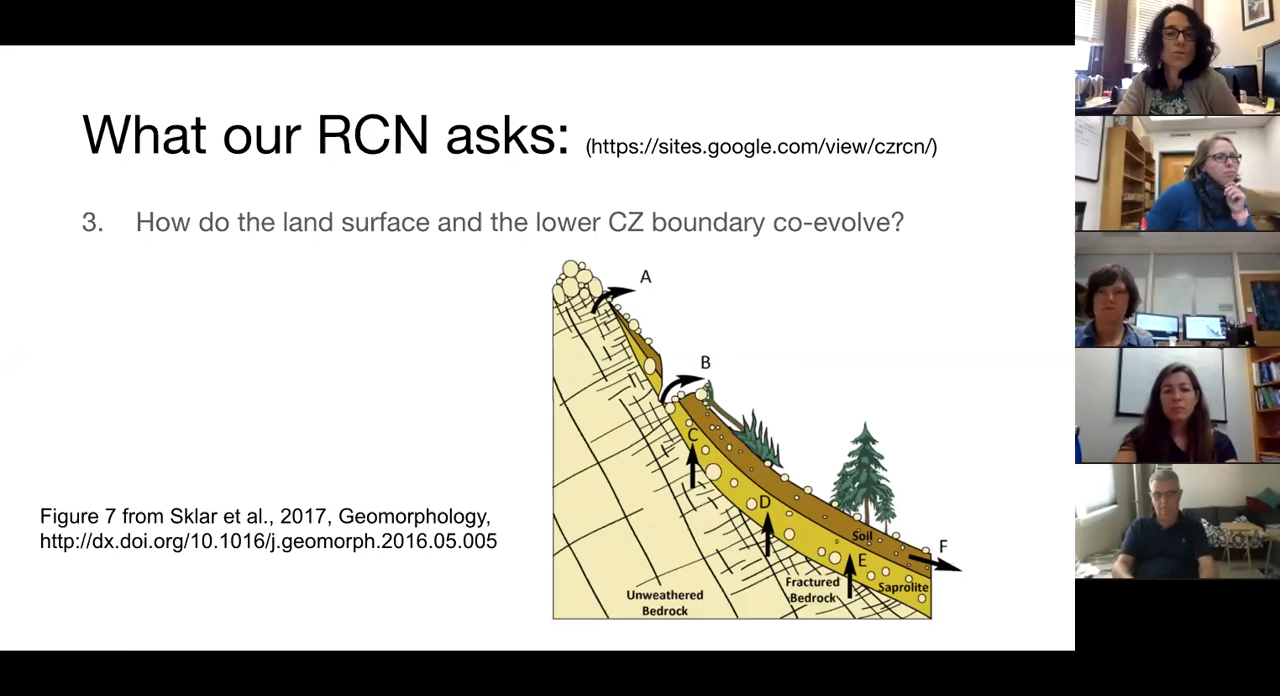 What our RCN asks: (https://sites.google.com/view/czrcn/)
3. How do the land surface and the lower CZ boundary co-evolve?
A
B
C
D
Soil
F
E
Saprolite
Fractured
Bedrock
Unweathered
Bedrock
Figure 7 from Sklar et al., 2017, Geomorphology,
http://dx.doi.org/10.1016/j.geomorph.2016.05.005